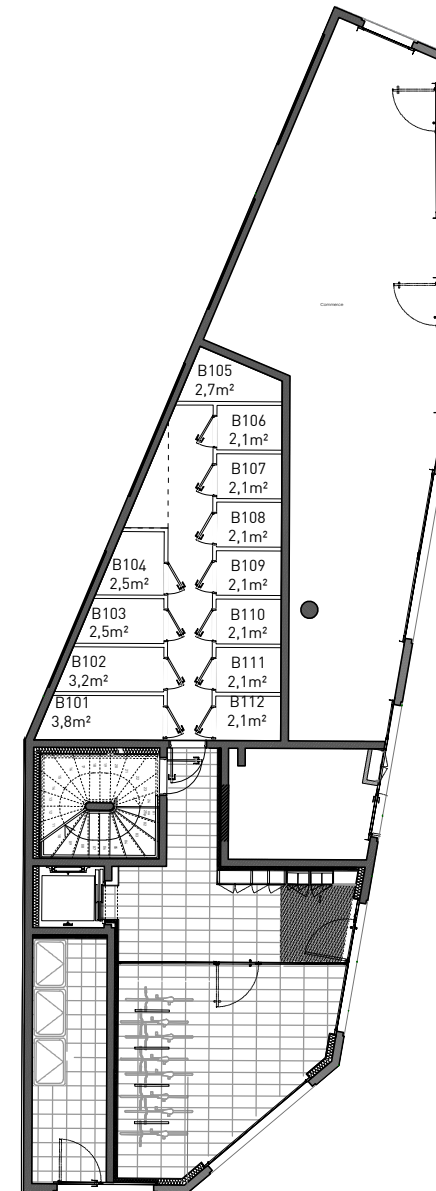 Commerce
B105
2,7m²
B106
2,1m²
B107
2,1m²
B108
2,1m²
B104
2,5m²
B109
2,1m²
B103
2,5m²
B110
2,1m²
B102
3,2m²
B111
2,1m²
B101
3,8m²
B112
2,1m²